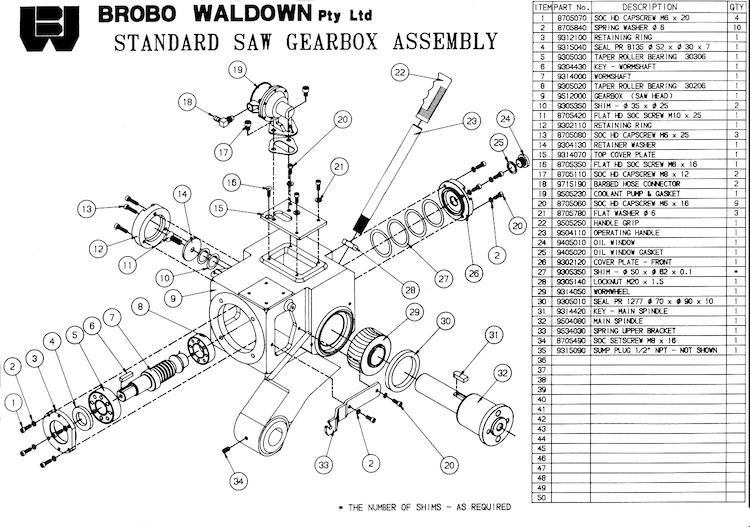 BROBO WALDOWN Pty Ltd
STANDARD SAW GEARBOX ASSEMBLY
ITEM PART No. DESCRIPTION QTY
1 8705070 SOC HD CAPSCREW M6 x 20 4
2 8705840 SPRING WASHER ø 6 10
3 9312100 RETAINING RING 1
4 9315040 SEAL PR 8135 ø 52 x ø 30 x 7 1
5 9305030 TAPER ROLLER BEARING 30306 1
6 9304430 KEY - WORMSHAFT 1
7 9314000 WORMSHAFT 1
8 9305020 TAPER ROLLER BEARING 30206 1
9 9512000 GEARBOX (SAW HEAD) 1
10 9305350 SHIM - ø 35 x ø 25 2
11 8705420 FLAT HD SOC SCREW M10 x 25 1
12 9302110 RETAINING RING 1
13 8705080 SOC HD CAPSCREW M6 x 25 3
14 9304130 RETAINER WASHER 1
15 9314070 TOP COVER PLATE 1
16 8705350 FLAT HD SOC SCREW M6 x 16 1
17 8705110 SOC HD CAPSCREW M8 x 12 2
18 9715190 BARBED HOSE CONNECTOR 2
19 9505230 COOLANT PUMP & GASKET 1
20 8705060 SOC HD CAPSCREW M6 x 16 9
21 8705780 FLAT WASHER ø 6 3
22 9505250 HANDLE GRIP 1
23 9504110 OPERATING HANDLE 1
24 9405010 OIL WINDOW 1
25 9405020 OIL WINDOW GASKET 1
26 9302120 COVER PLATE - FRONT 1
27 9305350 SHIM - ø 50 x ø 62 x 0.1 *
28 9305140 LOCKNUT M20 x 1.5 1
29 9314050 WORMWHEEL 1
30 9305010 SEAL PR 1277 ø 70 x ø 90 x 10 1
31 9314420 KEY - MAIN SPINDLE 1
32 9504080 MAIN SPINDLE 1
33 9534030 SPRING UPPER BRACKET 1
34 8705490 SOC SETSCREW M8 x 16 1
35 9315090 SUMP PLUG 1/2" NPT - NOT SHOWN 1
36
37
38
39
40
41
42
43
44
45
46
47
48
49
50
19
22
18
20
23
24
17
25
16
21
14
15
13
12
20
2
26
11
27
10
28
9
8
7
29
30
6
31
5
4
3
32
2
1
33
2
20
34
* THE NUMBER OF SHIMS - AS REQUIRED